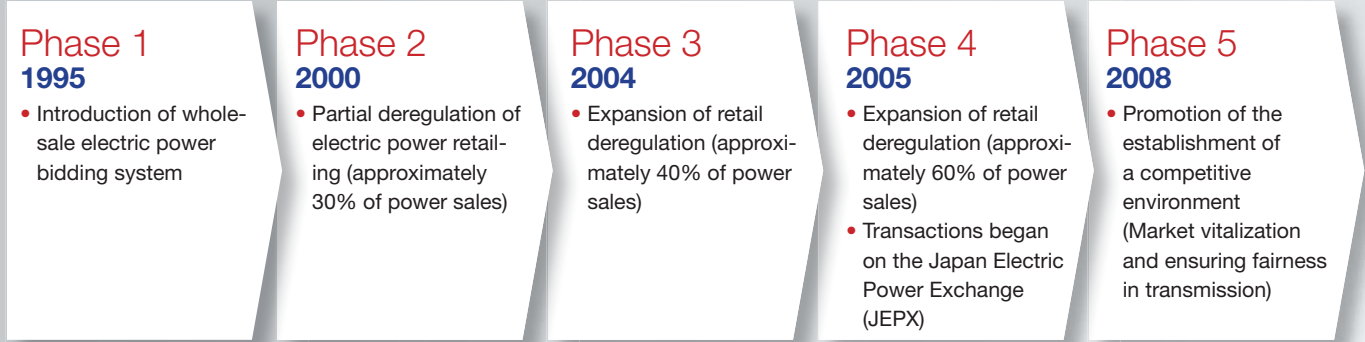 Phase 1
1995
• Introduction of whole-
sale electric power
bidding system
Phase 2
2000
• Partial deregulation of
electric power retail-
ing (approximately
30% of power sales)
Phase 3
2004
• Expansion of retail
deregulation (approxi-
mately 40% of power
sales)
Phase 4
2005
• Expansion of retail
deregulation (approxi-
mately 60% of power
sales)
• Transactions began
on the Japan Electric
Power Exchange
(JEPX)
Phase 5
2008
• Promotion of the
establishment of
a competitive
environment
(Market vitalization
and ensuring fairness
in transmission)